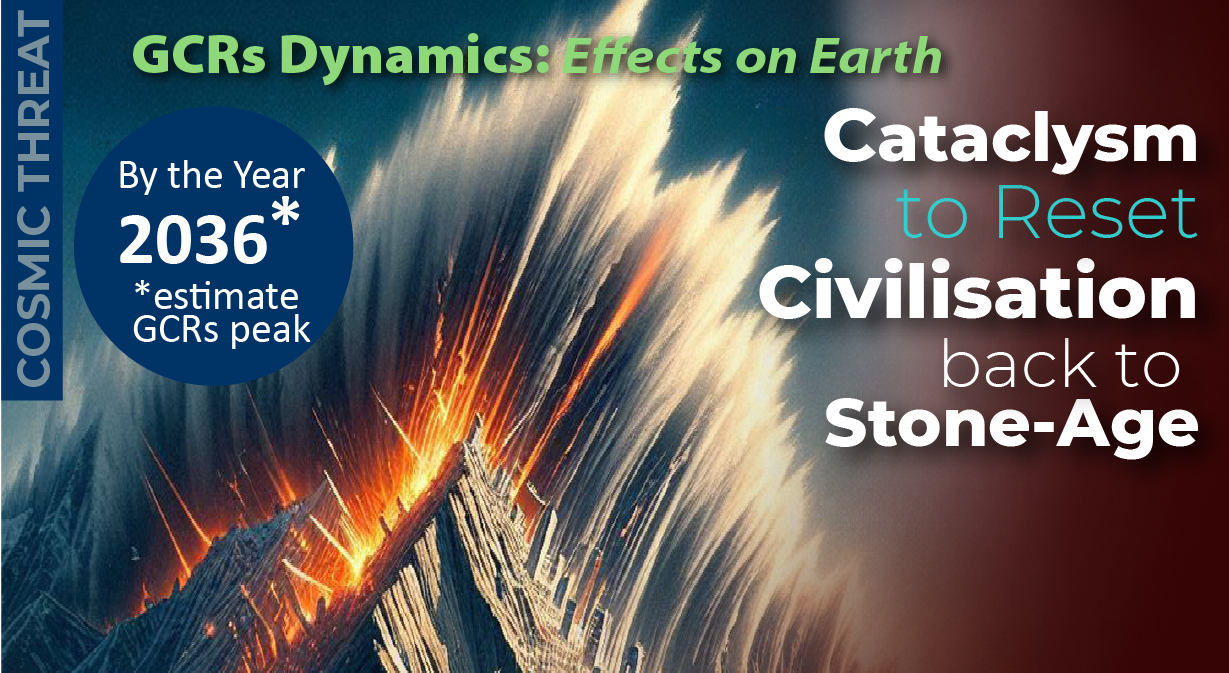 COSMIC THREAT
GCRs Dynamics: Effects on Earth
By the Year
2036*
*estimate
GCRs peak
Cataclysm
to Reset
Civilisation
back to
Stone-Age